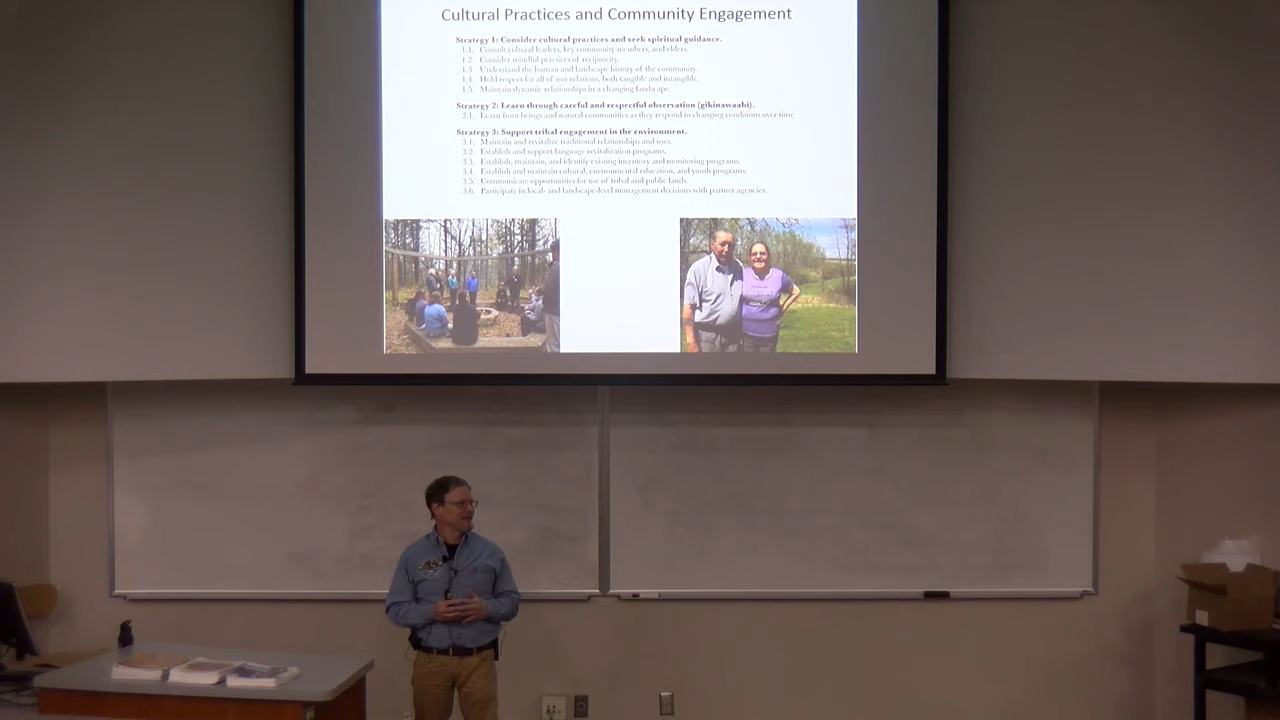 Cultural Practices and Community Engagement
Strategy 1: Consider cultural practices and seek spiritual guidance.
1.1. Consult cultural leaders, key community members, and elders.
1.2. Consider mindful practices of reciprocity.
1.3. Understand the human and landscape history of the community.
1.4. Hold respect for all of our relations, both tangible and intangible.
1.5. Maintain dynamic relationships in a changing landscape.
Strategy 2: Learn through careful and respectful observation (gikinawaabi).
2.1. Learn from beings and natural communities as they respond to changing conditions over time.
Strategy 3: Support tribal engagement in the environment.
3.1. Maintain and revitalize traditional relationships and uses.
3.2. Establish and support language revitalization programs.
3.3. Establish, maintain, and identify existing inventory and monitoring programs.
3.4. Establish and maintain cultural, environmental education, and youth programs.
3.5. Communicate opportunities for use of tribal and public lands.
3.6. Participate in local- and landscape-level management decisions with partner agencies.